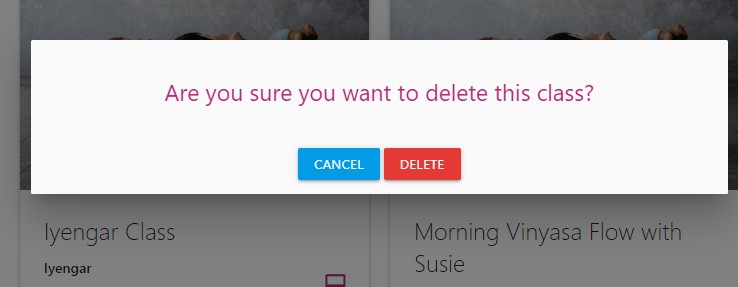 Are you sure you want to delete this class?
CANCEL DELETE
Iyengar Class
Iyengar
Morning Vinyasa Flow with
Susie